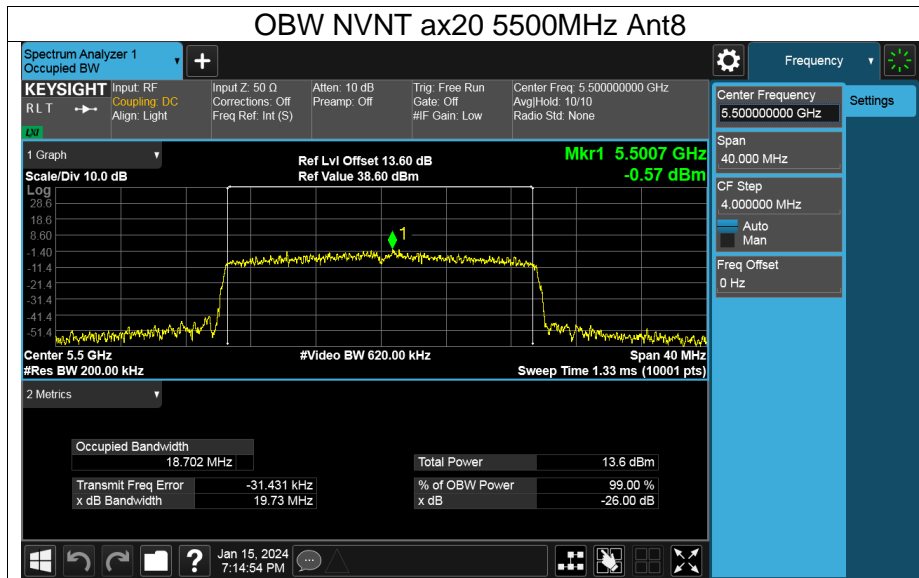 OBW NVNT ax20 5500MHz Ant8
Spectrum Analyzer 1
Occupied BW
+
Frequency
KEYSIGHT
R L T
LXI
Input: RF
Coupling: DC
Align: Light
Input Z: 50 Ω
Corrections: Off
Freq Ref: Int (S)
Atten: 10 dB
Preamp: Off
Trig: Free Run
Gate: Off
#IF Gain: Low
Center Freq: 5.500000000 GHz
Avg|Hold: 10/10
Radio Std: None
Center Frequency
5.500000000 GHz
Settings
Span
40.000 MHz
CF Step
4.000000 MHz
Auto
Man
Freq Offset
0 Hz
1 Graph
Ref Lvl Offset 13.60 dB
Mkr1 5.5007 GHz
Scale/Div 10.0 dB
Ref Value 38.60 dBm
-0.57 dBm
Log
28.6
18.6
8.60
-1.40
-11.4
-21.4
-31.4
-41.4
-51.4
1
Center 5.5 GHz
#Video BW 620.00 kHz
Span 40 MHz
#Res BW 200.00 kHz
Sweep Time 1.33 ms (10001 pts)
2 Metrics
Occupied Bandwidth
18.702 MHz
Total Power 13.6 dBm
Transmit Freq Error -31.431 kHz
% of OBW Power 99.00 %
x dB Bandwidth 19.73 MHz
x dB -26.00 dB
?
Jan 15, 2024
7:14:54 PM